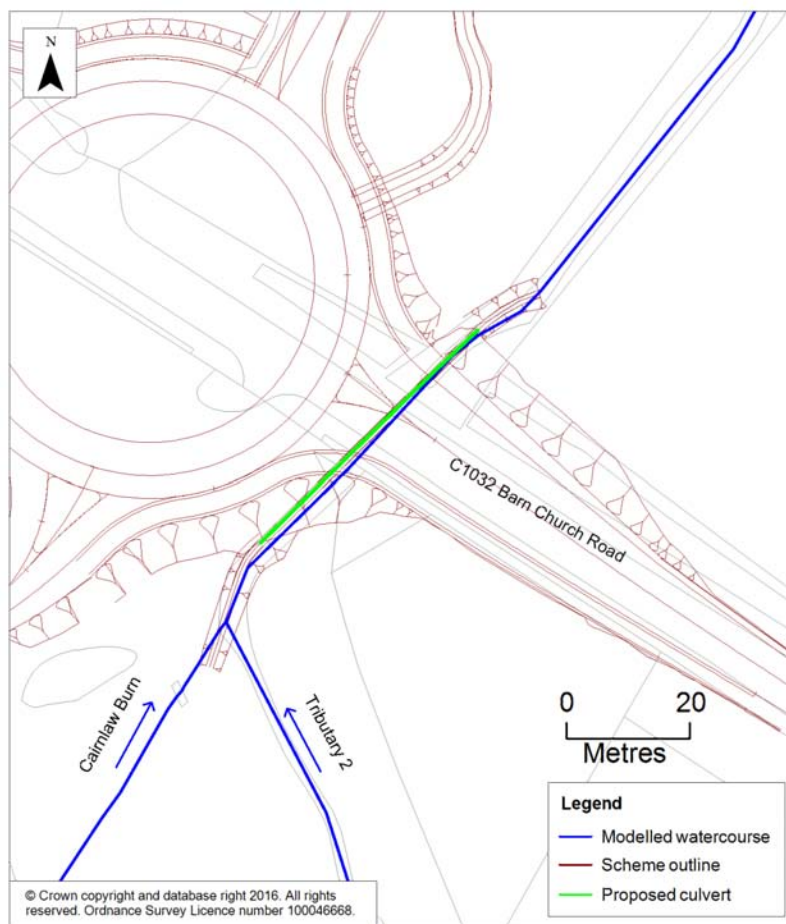 N
C1032 Barn Church Road
Cairnlaw Burn
Tributary 2
0 20
Metres
Legend
Modelled watercourse
Scheme outline
Proposed culvert
© Crown copyright and database right 2016. All rights
reserved. Ordnance Survey Licence number 100046668.